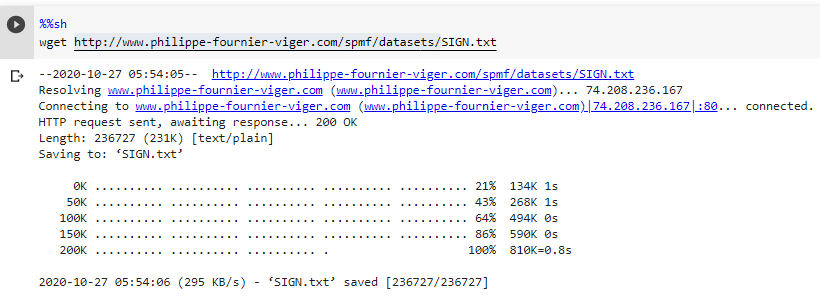 %%sh
wget http://www.philippe-fournier-viger.com/spmf/datasets/SIGN.txt
--2020-10-27 05:54:05--  http://www.philippe-fournier-viger.com/spmf/datasets/SIGN.txt
Resolving www.philippe-fournier-viger.com (www.philippe-fournier-viger.com)... 74.208.236.167
Connecting to www.philippe-fournier-viger.com (www.philippe-fournier-viger.com)|74.208.236.167|:80... connected.
HTTP request sent, awaiting response... 200 OK
Length: 236727 (231K) [text/plain]
Saving to: ‘SIGN.txt’
0K .......... .......... .......... .......... .......... 21%  134K 1s
50K .......... .......... .......... .......... .......... 43%  268K 1s
100K .......... .......... .......... .......... .......... 64%  494K 0s
150K .......... .......... .......... .......... .......... 86%  590K 0s
200K .......... .......... .......... .                    100%  810K=0.8s
2020-10-27 05:54:06 (295 KB/s) - ‘SIGN.txt’ saved [236727/236727]